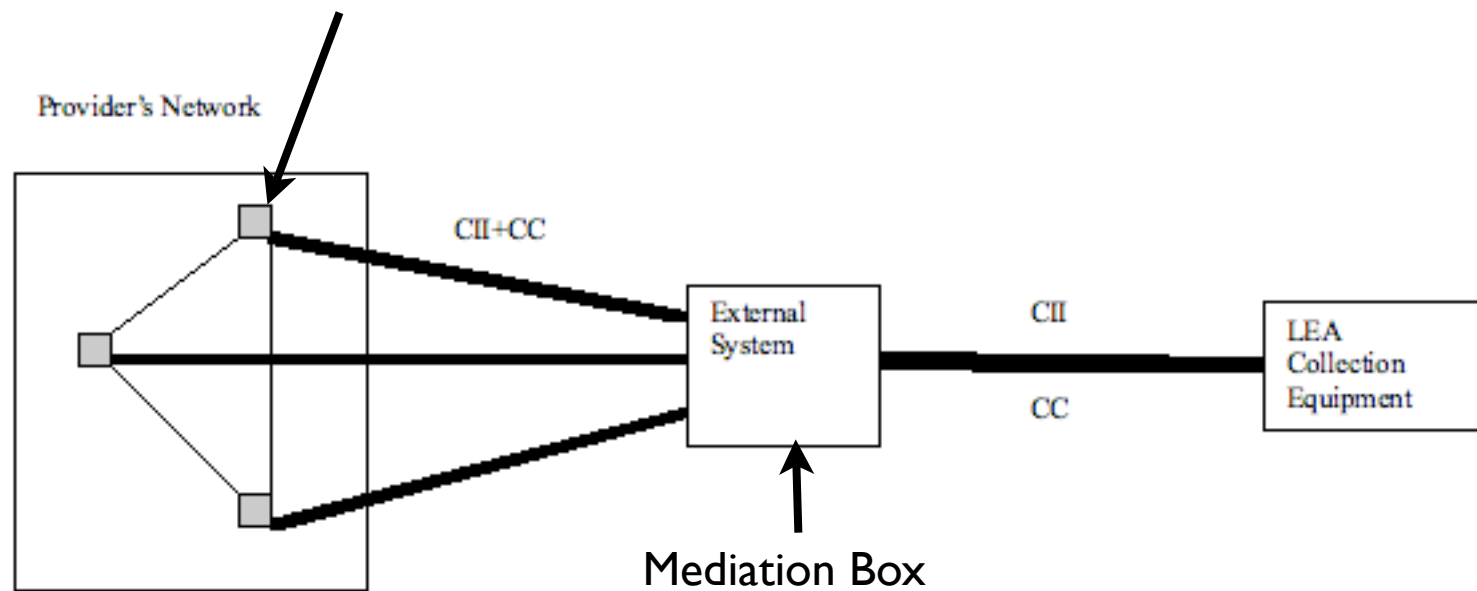 Provider's Network
CII+CC
External
System
CII
CC
LEA
Collection
Equipment
Mediation Box